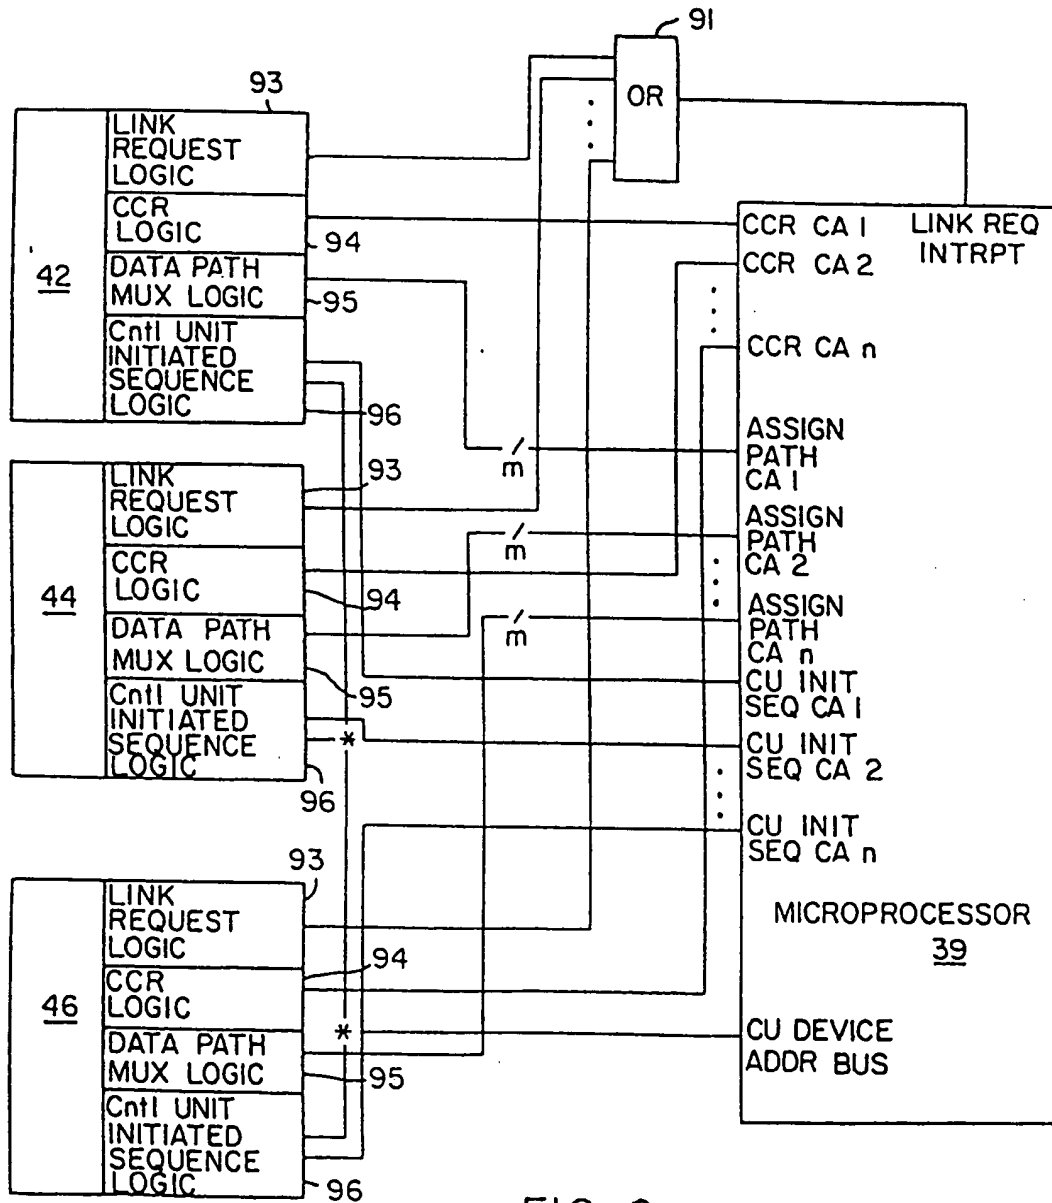 91
OR
93
LINK
REQUEST
LOGIC
CCR
LOGIC
94
42
DATA PATH
MUX LOGIC
95
Cntl UNIT
INITIATED
SEQUENCE
LOGIC
96
93
LINK
REQUEST
LOGIC
CCR
LOGIC
94
44
DATA PATH
MUX LOGIC
95
Cntl UNIT
INITIATED
SEQUENCE
LOGIC
96
*
93
LINK
REQUEST
LOGIC
94
CCR
LOGIC
46
DATA PATH
MUX LOGIC
95
*
Cntl UNIT
INITIATED
SEQUENCE
LOGIC
96
m
m
m
CCR CA 1
LINK REQ
INTRPT
CCR CA 2
CCR CA n
ASSIGN
PATH
CA 1
ASSIGN
PATH
CA 2
ASSIGN
PATH
CA n
CU INIT
SEQ CA 1
CU INIT
SEQ CA 2
CU INIT
SEQ CA n
MICROPROCESSOR
39
CU DEVICE
ADDR BUS